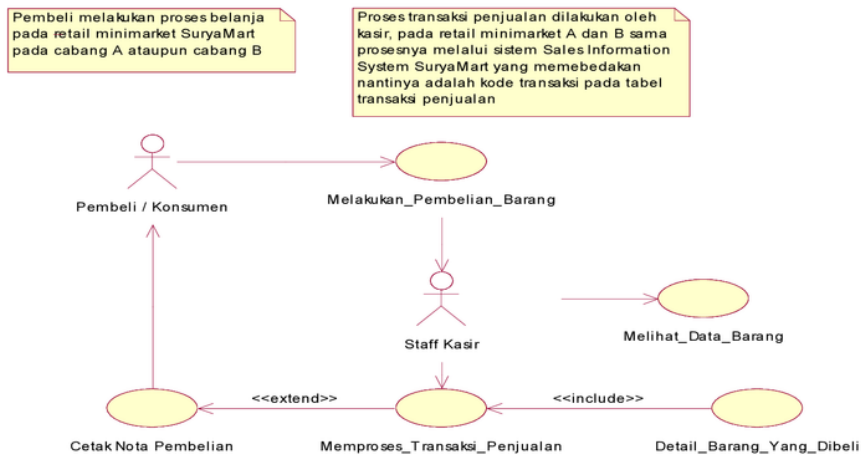 Pembeli melakukan proses belanja
pada retail minimarket SuryaMart
pada cabang A ataupun cabang B
Proses transaksi penjualan dilakukan oleh
kasir, pada retail minimarket A dan B sama
prosesnya melalui sistem Sales Information
System SuryaMart yang memebedakan
nantinya adalah kode transaksi pada tabel
transaksi penjualan
Pembeli / Konsumen
Melakukan_Pembelian_Barang
Staff Kasir
Melihat_Data_Barang
<<extend>>
<<include>>
Cetak Nota Pembelian
Memproses_Transaksi_Penjualan
Detail_Barang_Yang_Dibeli